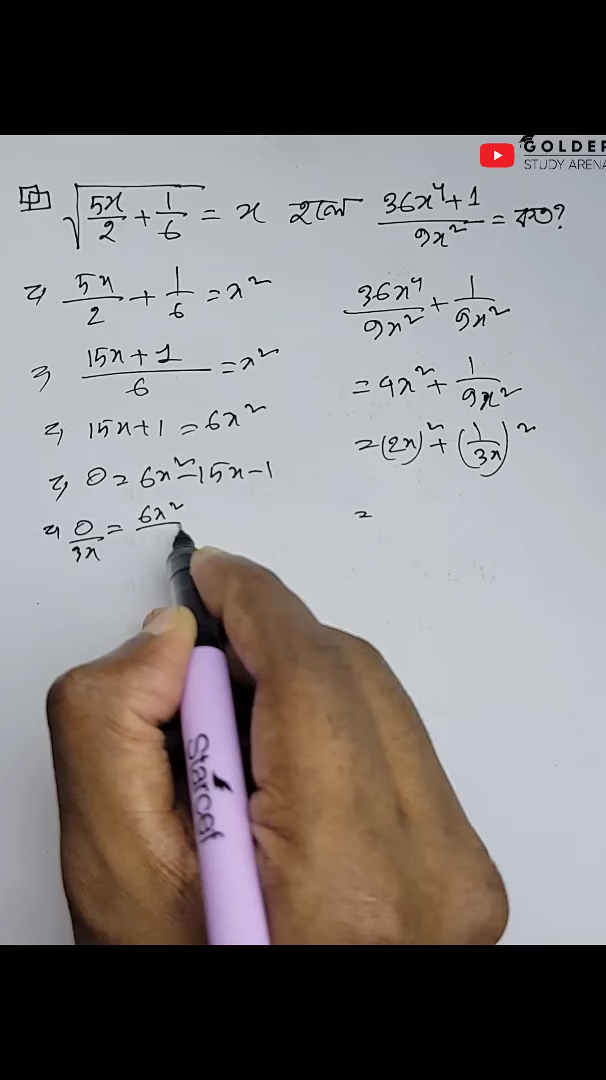 GOLDER
STUDY ARENA
√(5x/2 + 1/6) = x হলে (36x⁴+1)/9x² = কত?
⇒ 5x/2 + 1/6 = x²
⇒ (15x+1)/6 = x²
⇒ 15x+1 = 6x²
⇒ 0 = 6x²-15x-1
⇒ 0/3x = 6x²
36x⁴/9x² + 1/9x²
= 4x² + 1/9x²
= (2x)² + (1/3x)²
=
Starcef